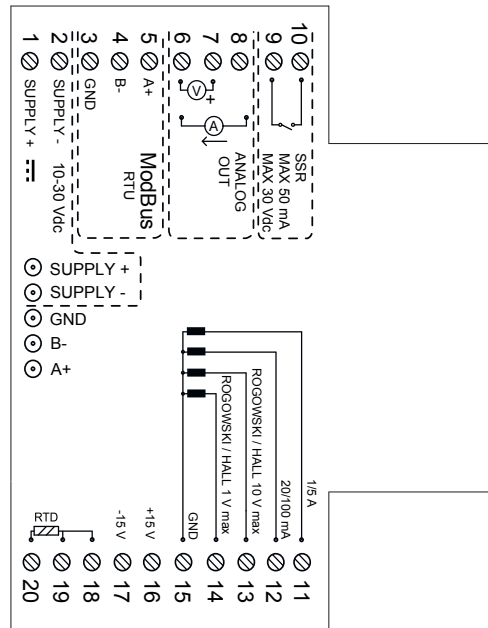 1 2 3 4 5 6 7 8 9 10
SUPPLY +
SUPPLY -
10-30 Vdc
GND
B-
A+
ModBus
RTU
V
+
A
ANALOG
OUT
SSR
MAX 50 mA
MAX 30 Vdc
SUPPLY +
SUPPLY -
GND
B-
A+
RTD
-15 V
+15 V
GND
ROGOWSKI / HALL 1 V max
ROGOWSKI / HALL 10 V max
20/100 mA
1/5 A
20 19 18 17 16 15 14 13 12 11